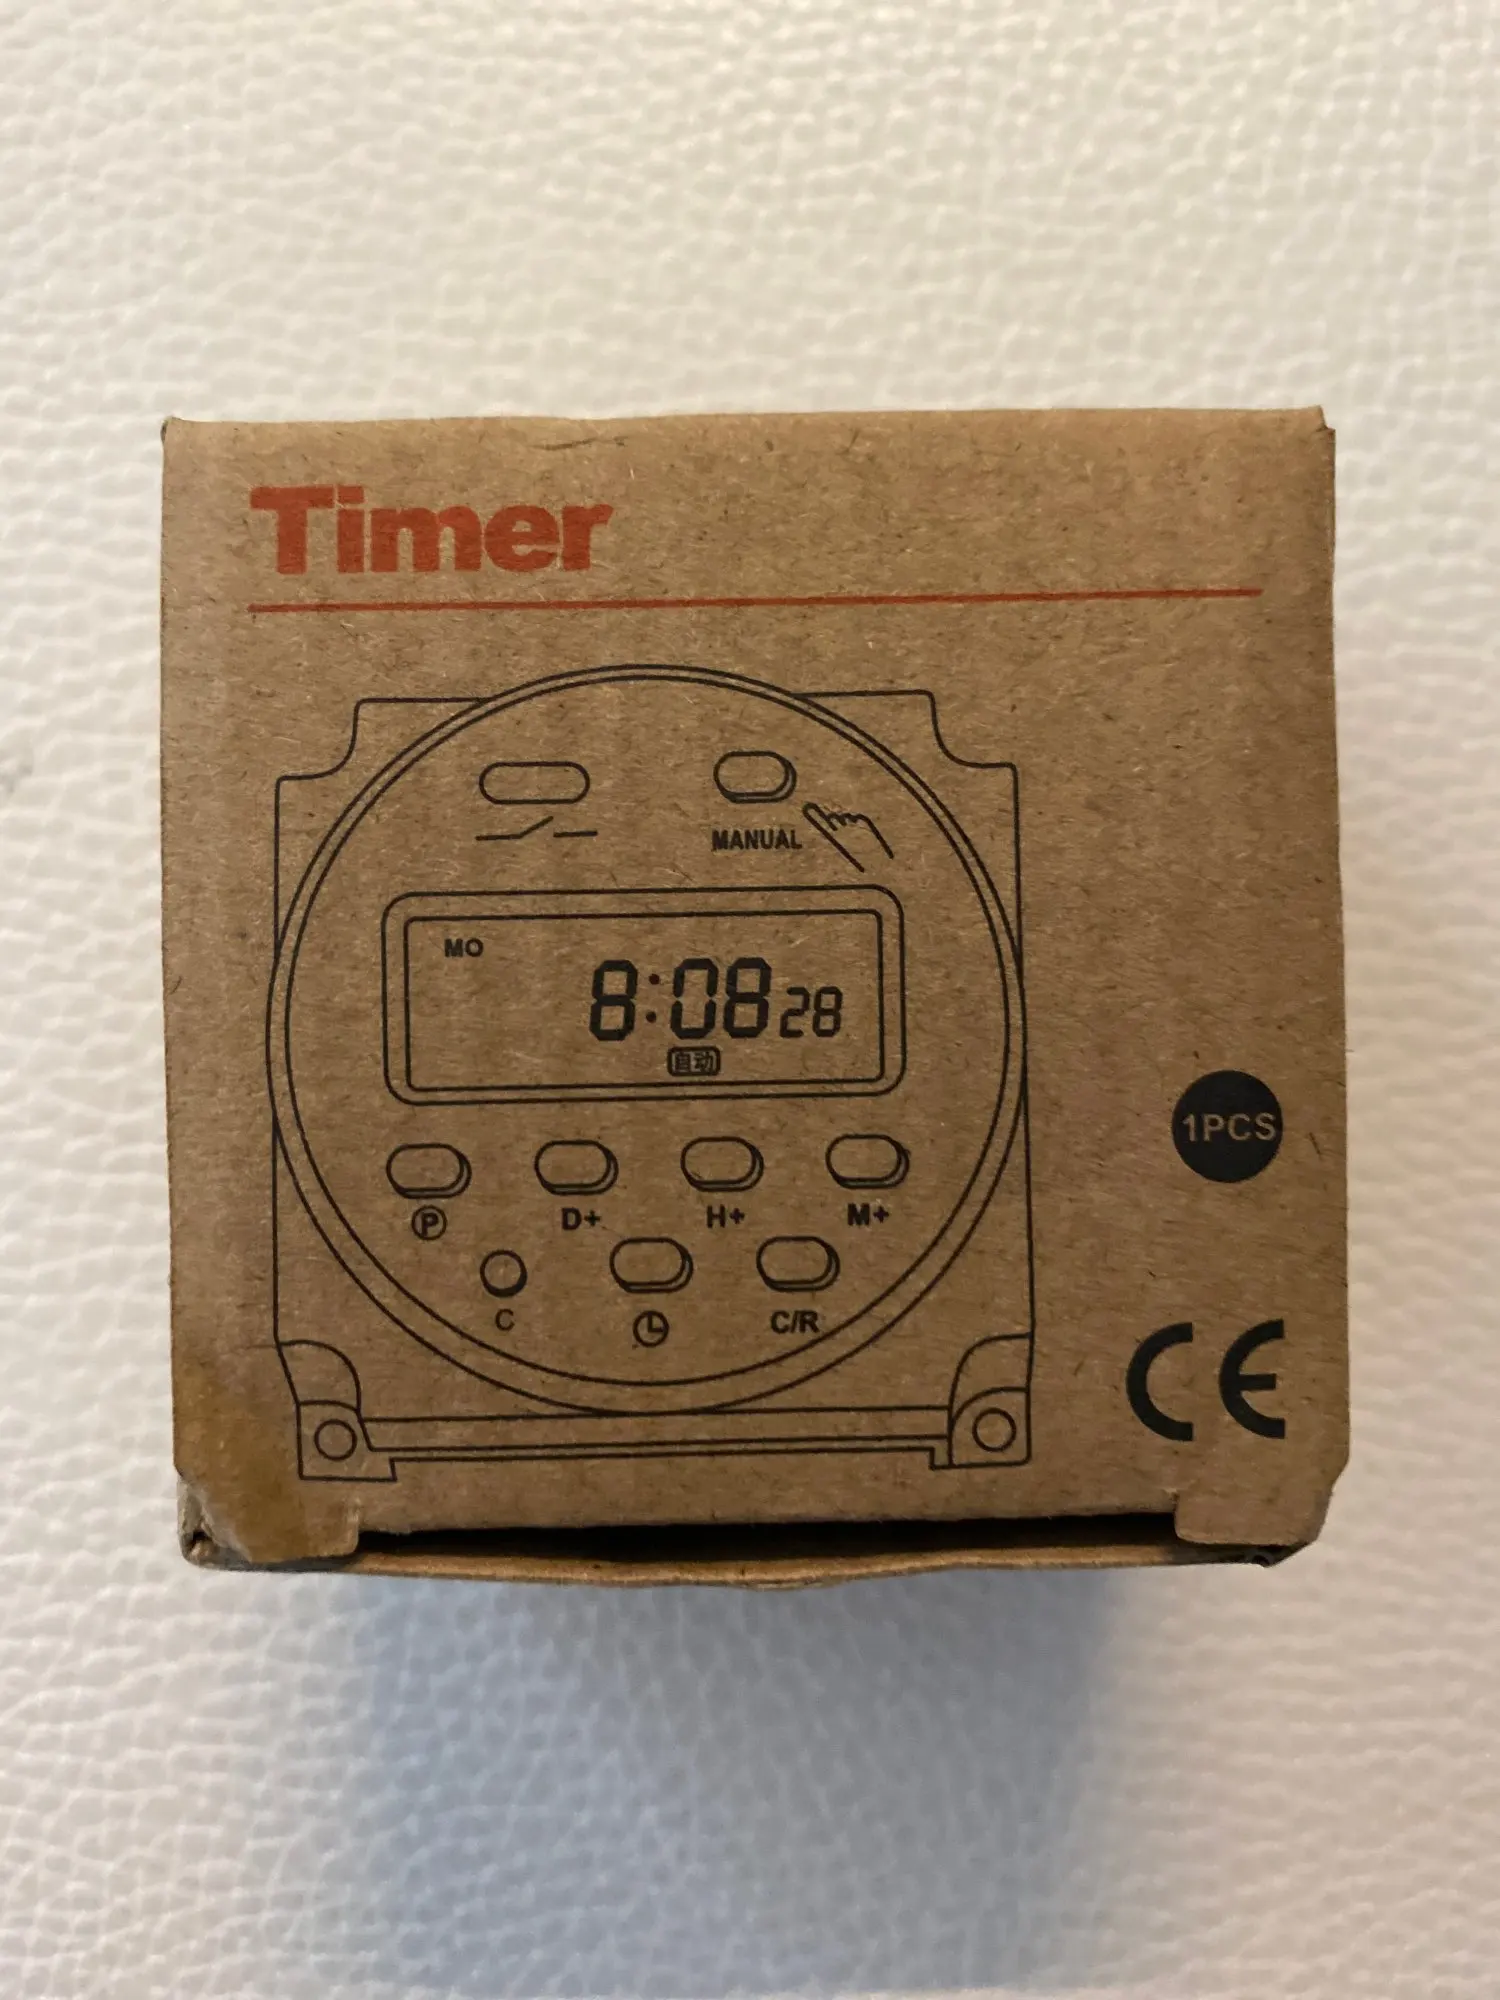 Timer
MANUAL
MO
8:08 28
自动
1PCS
P D+ H+ M+
C C/R
CE